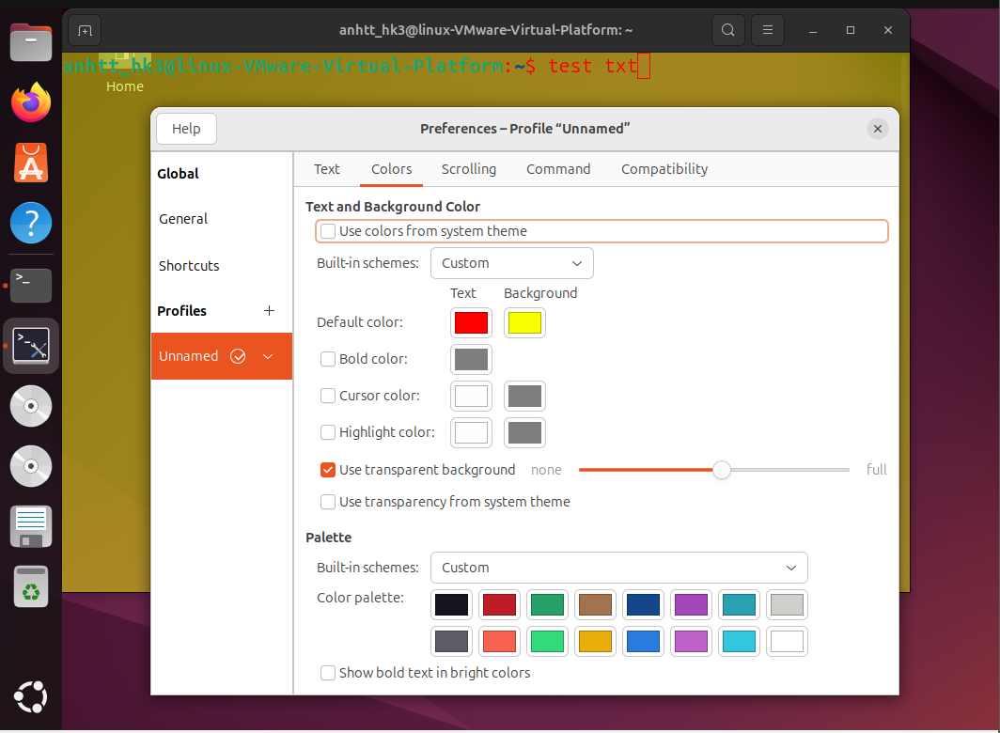 anhtt_hk3@linux-VMware-Virtual-Platform: ~
anhtt_hk3@linux-VMware-Virtual-Platform:~$ test txt
Home
Help
Preferences – Profile “Unnamed”
Global
General
Shortcuts
Profiles
Unnamed
Text Colors Scrolling Command Compatibility
Text and Background Color
Use colors from system theme
Built-in schemes: Custom
Text Background
Default color:
Bold color:
Cursor color:
Highlight color:
Use transparent background none full
Use transparency from system theme
Palette
Built-in schemes: Custom
Color palette:
Show bold text in bright colors